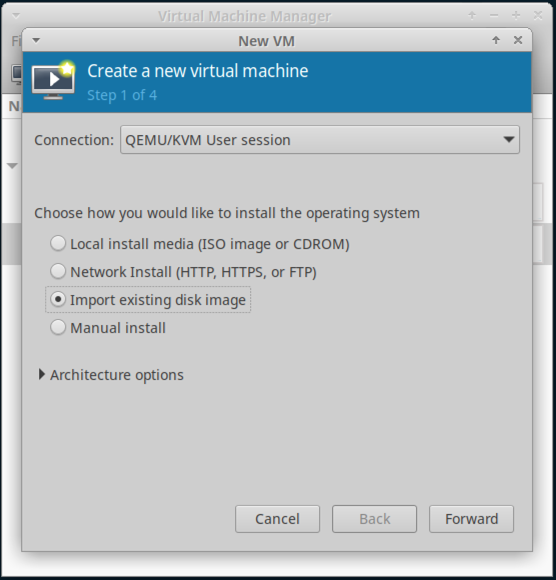 Virtual Machine Manager
New VM
Create a new virtual machine
Step 1 of 4
Connection: QEMU/KVM User session
Choose how you would like to install the operating system
Local install media (ISO image or CDROM)
Network Install (HTTP, HTTPS, or FTP)
Import existing disk image
Manual install
Architecture options
Cancel Back Forward